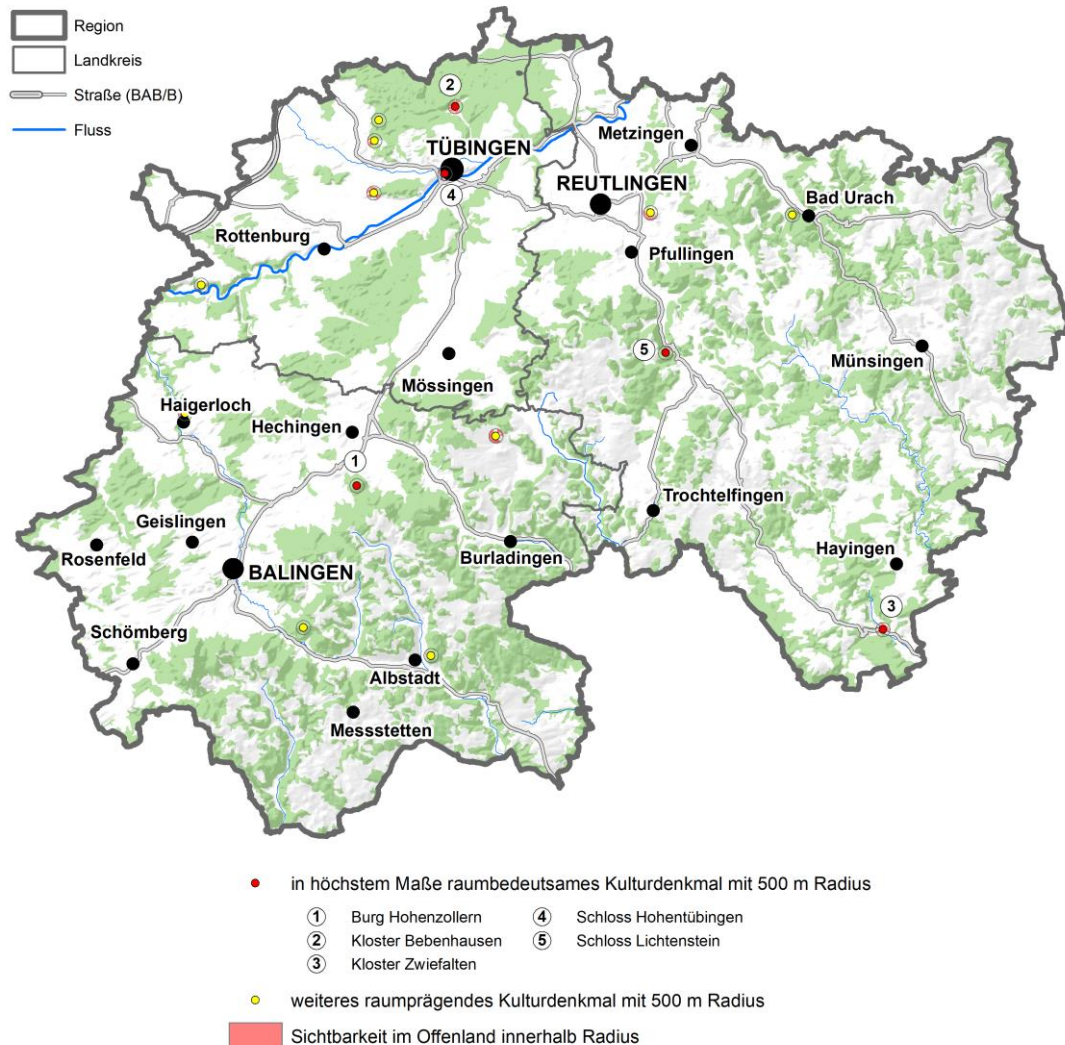 Region
Landkreis
Straße (BAB/B)
Fluss
2
Metzingen
TÜBINGEN
REUTLINGEN
4
Bad Urach
Rottenburg
Pfullingen
5
Münsingen
Mössingen
Haigerloch
Hechingen
1
Trochtelfingen
Geislingen
Rosenfeld
Burladingen
Hayingen
BALINGEN
3
Schömberg
Albstadt
Messstetten
in höchstem Maße raumbedeutsames Kulturdenkmal mit 500 m Radius
1 Burg Hohenzollern 4 Schloss Hohentübingen
2 Kloster Bebenhausen 5 Schloss Lichtenstein
3 Kloster Zwiefalten
weiteres raumprägendes Kulturdenkmal mit 500 m Radius
Sichtbarkeit im Offenland innerhalb Radius